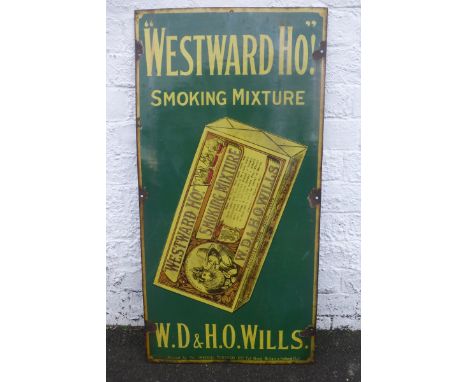 "WESTWARD HO!"
SMOKING MIXTURE
WESTWARD HO!
SMOKING MIXTURE
W.D & H.O. WILLS
W.D & H.O. WILLS.